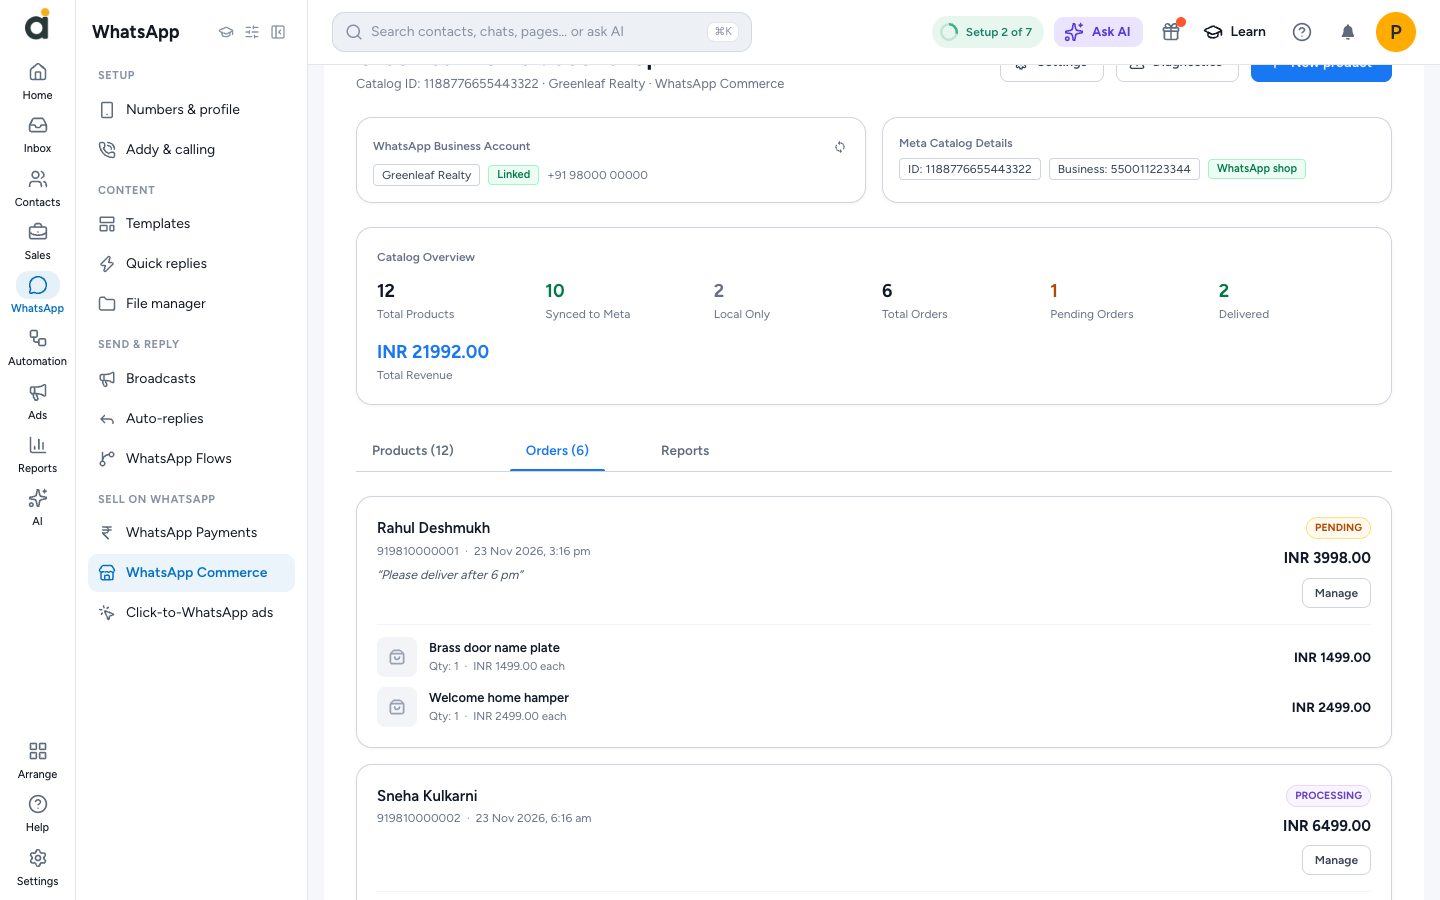 WhatsApp
Search contacts, chats, pages... or ask AI
⌘K
Setup 2 of 7
Ask AI
Learn
P
Home
Inbox
Contacts
Sales
WhatsApp
Automation
Ads
Reports
AI
Arrange
Help
Settings
SETUP
Numbers & profile
Addy & calling
CONTENT
Templates
Quick replies
File manager
SEND & REPLY
Broadcasts
Auto-replies
WhatsApp Flows
SELL ON WHATSAPP
WhatsApp Payments
WhatsApp Commerce
Click-to-WhatsApp ads
Settings
Diagnostics
New product
Catalog ID: 1188776655443322 · Greenleaf Realty · WhatsApp Commerce
WhatsApp Business Account
Greenleaf Realty Linked +91 98000 00000
Meta Catalog Details
ID: 1188776655443322 Business: 550011223344 WhatsApp shop
Catalog Overview
12 10 2 6 1 2
Total Products Synced to Meta Local Only Total Orders Pending Orders Delivered
INR 21992.00
Total Revenue
Products (12) Orders (6) Reports
Rahul Deshmukh PENDING
919810000001 · 23 Nov 2026, 3:16 pm INR 3998.00
“Please deliver after 6 pm”
Manage
Brass door name plate
Qty: 1 · INR 1499.00 each INR 1499.00
Welcome home hamper
Qty: 1 · INR 2499.00 each INR 2499.00
Sneha Kulkarni PROCESSING
919810000002 · 23 Nov 2026, 6:16 am INR 6499.00
Manage